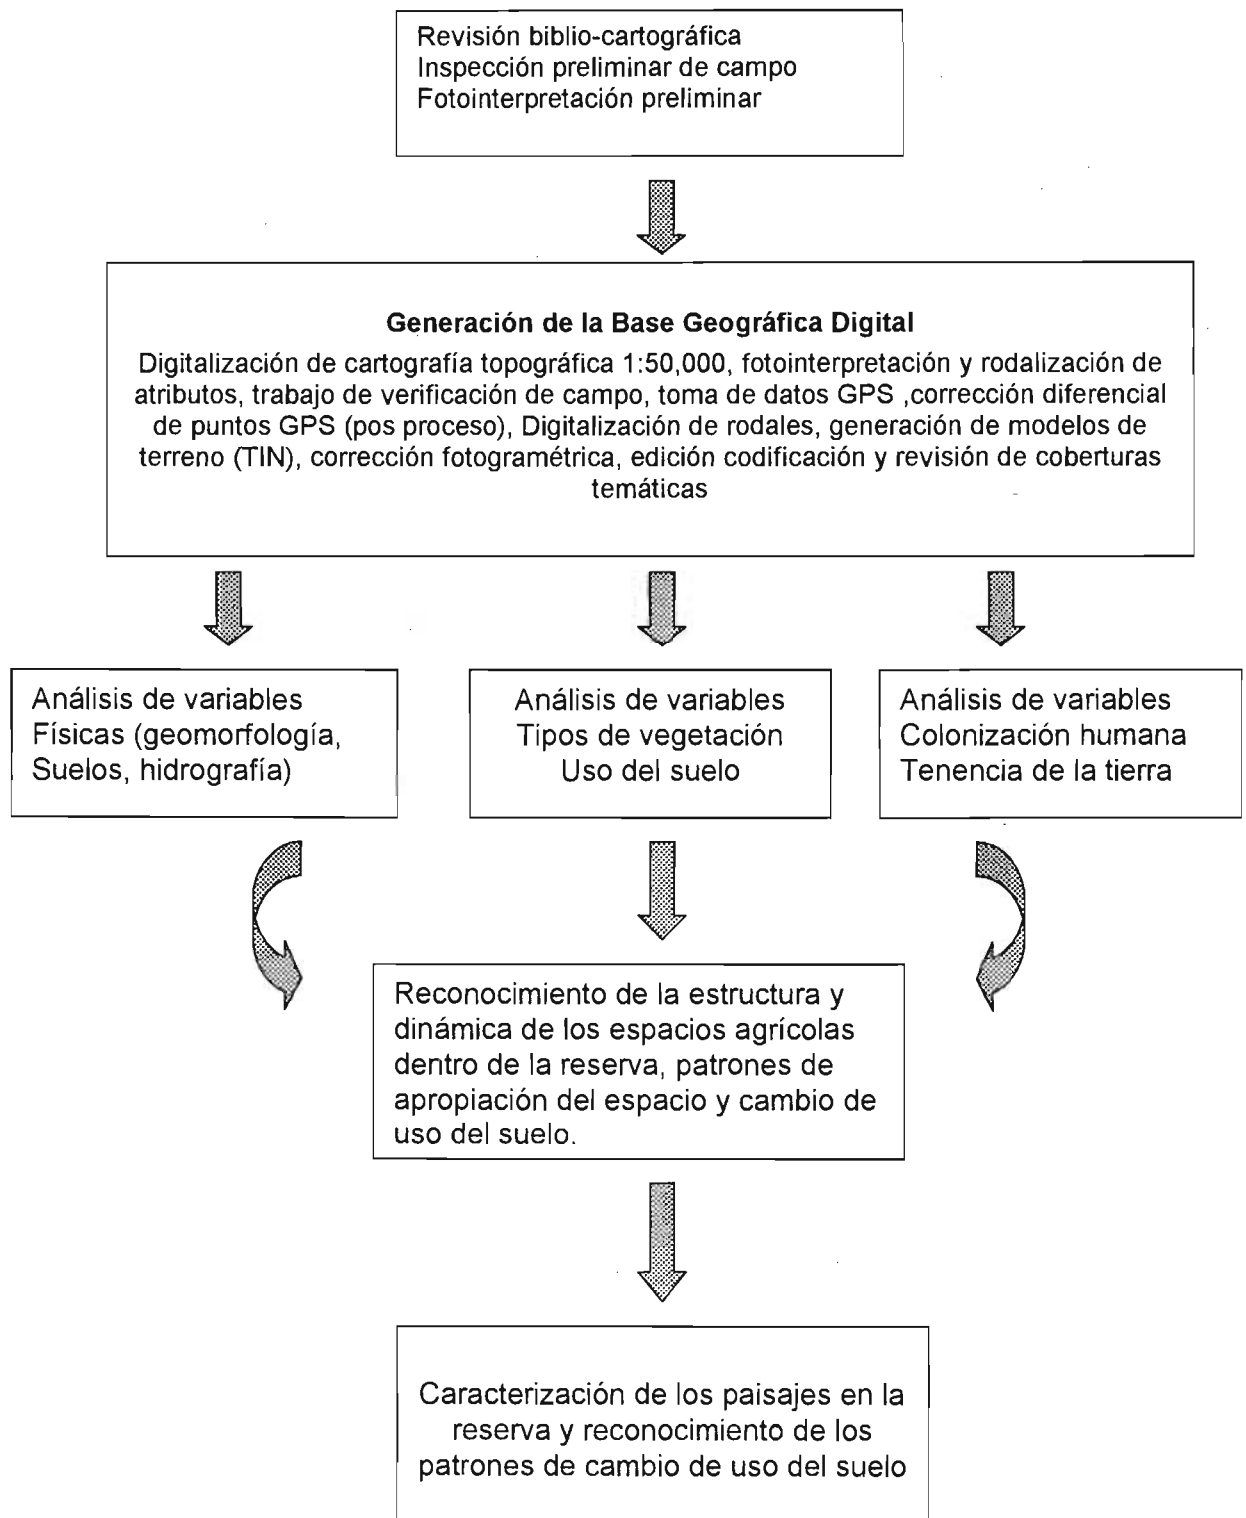 Revisión biblio-cartográfica
Inspección preliminar de campo
Fotointerpretación preliminar
Generación de la Base Geográfica Digital
Digitalización de cartografía topográfica 1:50,000, fotointerpretación y rodalización de
atributos, trabajo de verificación de campo, toma de datos GPS ,corrección diferencial
de puntos GPS (pos proceso), Digitalización de rodales, generación de modelos de
terreno (TIN), corrección fotogramétrica, edición codificación y revisión de coberturas
temáticas
Análisis de variables
Físicas (geomorfología,
Suelos, hidrografía)
Análisis de variables
Tipos de vegetación
Uso del suelo
Análisis de variables
Colonización humana
Tenencia de la tierra
Reconocimiento de la estructura y
dinámica de los espacios agrícolas
dentro de la reserva, patrones de
apropiación del espacio y cambio de
uso del suelo.
Caracterización de los paisajes en la
reserva y reconocimiento de los
patrones de cambio de uso del suelo